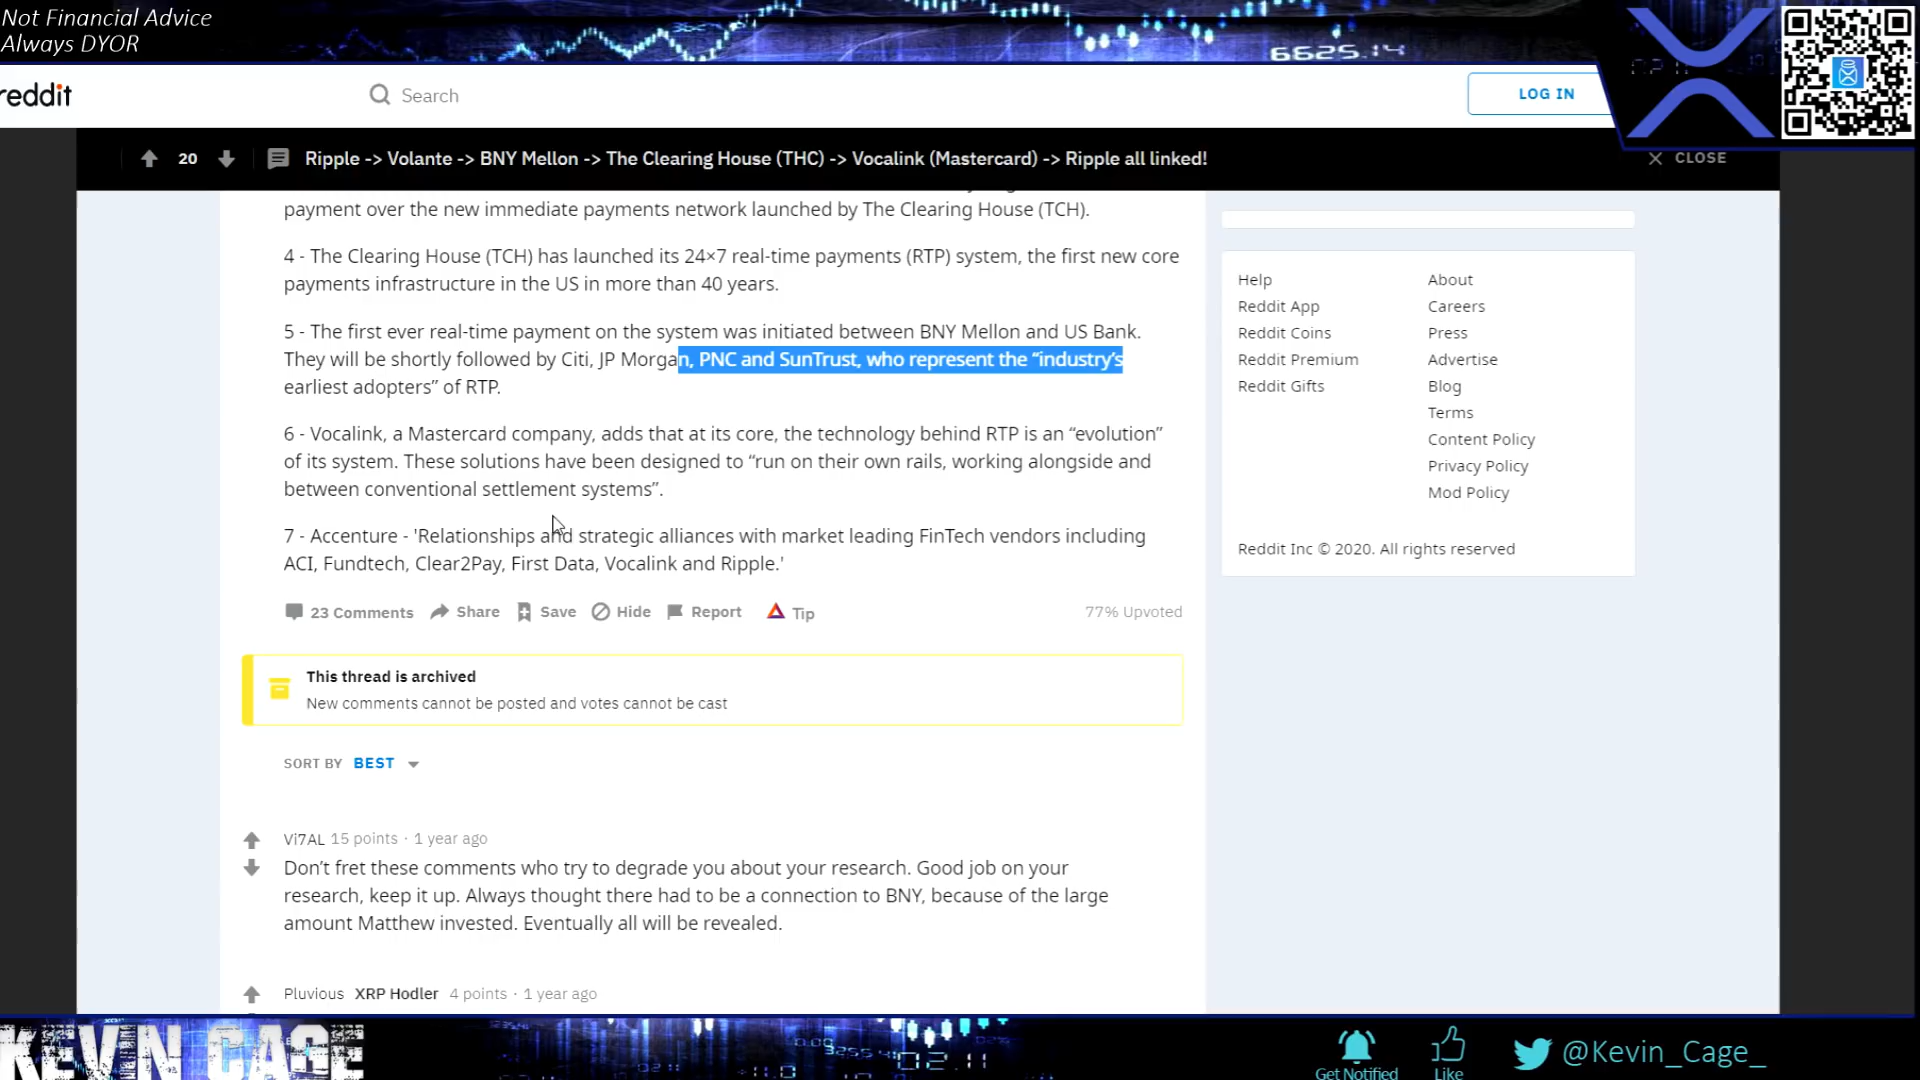 Not Financial Advice
Always DYOR
6625.14
reddit
Search
LOG IN
20
Ripple -> Volante -> BNY Mellon -> The Clearing House (THC) -> Vocalink (Mastercard) -> Ripple all linked!
CLOSE
payment over the new immediate payments network launched by The Clearing House (TCH).
4 - The Clearing House (TCH) has launched its 24×7 real-time payments (RTP) system, the first new core
payments infrastructure in the US in more than 40 years.
5 - The first ever real-time payment on the system was initiated between BNY Mellon and US Bank.
They will be shortly followed by Citi, JP Morgan, PNC and SunTrust, who represent the “industry’s
earliest adopters” of RTP.
6 - Vocalink, a Mastercard company, adds that at its core, the technology behind RTP is an “evolution”
of its system. These solutions have been designed to “run on their own rails, working alongside and
between conventional settlement systems”.
7 - Accenture - 'Relationships and strategic alliances with market leading FinTech vendors including
ACI, Fundtech, Clear2Pay, First Data, Vocalink and Ripple.'
23 Comments
Share
Save
Hide
Report
Tip
77% Upvoted
This thread is archived
New comments cannot be posted and votes cannot be cast
SORT BY BEST
Vi7AL 15 points · 1 year ago
Don’t fret these comments who try to degrade you about your research. Good job on your
research, keep it up. Always thought there had to be a connection to BNY, because of the large
amount Matthew invested. Eventually all will be revealed.
Pluvious XRP Hodler 4 points · 1 year ago
Help
Reddit App
Reddit Coins
Reddit Premium
Reddit Gifts
About
Careers
Press
Advertise
Blog
Terms
Content Policy
Privacy Policy
Mod Policy
Reddit Inc © 2020. All rights reserved
KEVIN CAGE
02.11
Get Notified
Like
@Kevin_Cage_